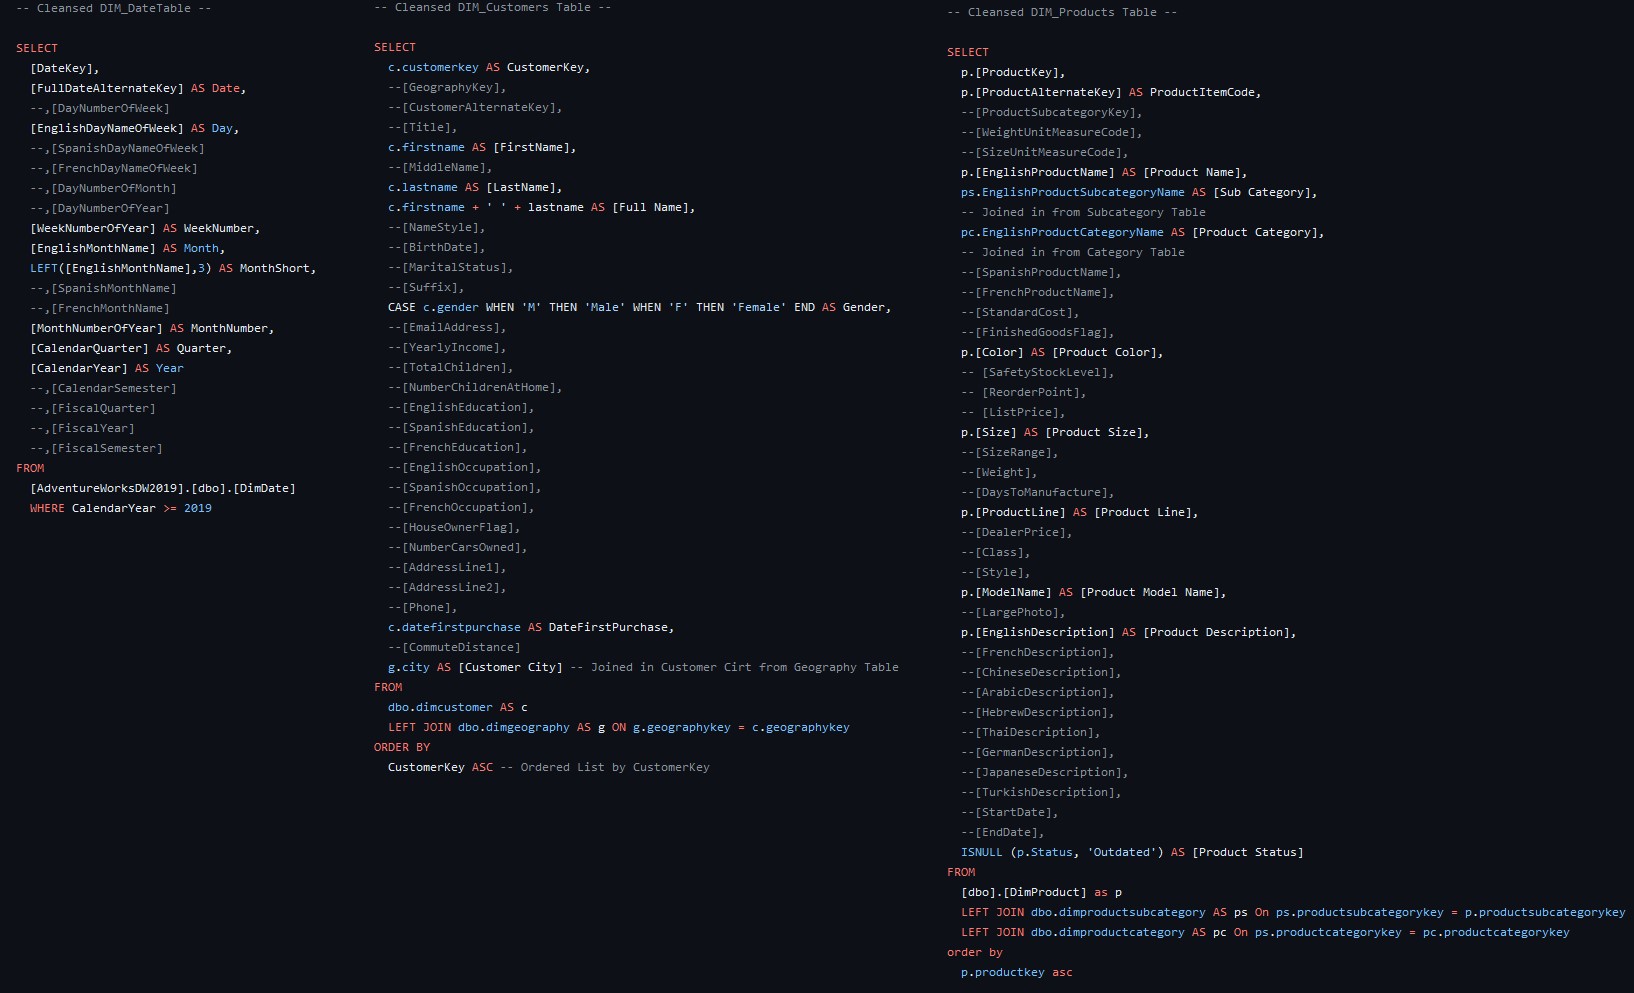 -- Cleansed DIM_DateTable --
SELECT
[DateKey],
[FullDateAlternateKey] AS Date,
--,[DayNumberOfWeek]
[EnglishDayNameOfWeek] AS Day,
--,[SpanishDayNameOfWeek]
--,[FrenchDayNameOfWeek]
--,[DayNumberOfMonth]
--,[DayNumberOfYear]
[WeekNumberOfYear] AS WeekNumber,
[EnglishMonthName] AS Month,
LEFT([EnglishMonthName],3) AS MonthShort,
--,[SpanishMonthName]
--,[FrenchMonthName]
[MonthNumberOfYear] AS MonthNumber,
[CalendarQuarter] AS Quarter,
[CalendarYear] AS Year
--,[CalendarSemester]
--,[FiscalQuarter]
--,[FiscalYear]
--,[FiscalSemester]
FROM
[AdventureWorksDW2019].[dbo].[DimDate]
WHERE CalendarYear >= 2019
-- Cleansed DIM_Customers Table --
SELECT
c.customerkey AS CustomerKey,
--[GeographyKey],
--[CustomerAlternateKey],
--[Title],
c.firstname AS [FirstName],
--[MiddleName],
c.lastname AS [LastName],
c.firstname + ' ' + lastname AS [Full Name],
--[NameStyle],
--[BirthDate],
--[MaritalStatus],
--[Suffix],
CASE c.gender WHEN 'M' THEN 'Male' WHEN 'F' THEN 'Female' END AS Gender,
--[EmailAddress],
--[YearlyIncome],
--[TotalChildren],
--[NumberChildrenAtHome],
--[EnglishEducation],
--[SpanishEducation],
--[FrenchEducation],
--[EnglishOccupation],
--[SpanishOccupation],
--[FrenchOccupation],
--[HouseOwnerFlag],
--[NumberCarsOwned],
--[AddressLine1],
--[AddressLine2],
--[Phone],
c.datefirstpurchase AS DateFirstPurchase,
--[CommuteDistance]
g.city AS [Customer City] -- Joined in Customer Cirt from Geography Table
FROM
dbo.dimcustomer AS c
LEFT JOIN dbo.dimgeography AS g ON g.geographykey = c.geographykey
ORDER BY
CustomerKey ASC -- Ordered List by CustomerKey
-- Cleansed DIM_Products Table --
SELECT
p.[ProductKey],
p.[ProductAlternateKey] AS ProductItemCode,
--[ProductSubcategoryKey],
--[WeightUnitMeasureCode],
--[SizeUnitMeasureCode],
p.[EnglishProductName] AS [Product Name],
ps.EnglishProductSubcategoryName AS [Sub Category],
-- Joined in from Subcategory Table
pc.EnglishProductCategoryName AS [Product Category],
-- Joined in from Category Table
--[SpanishProductName],
--[FrenchProductName],
--[StandardCost],
--[FinishedGoodsFlag],
p.[Color] AS [Product Color],
-- [SafetyStockLevel],
-- [ReorderPoint],
-- [ListPrice],
p.[Size] AS [Product Size],
--[SizeRange],
--[Weight],
--[DaysToManufacture],
p.[ProductLine] AS [Product Line],
--[DealerPrice],
--[Class],
--[Style],
p.[ModelName] AS [Product Model Name],
--[LargePhoto],
p.[EnglishDescription] AS [Product Description],
--[FrenchDescription],
--[ChineseDescription],
--[ArabicDescription],
--[HebrewDescription],
--[ThaiDescription],
--[GermanDescription],
--[JapaneseDescription],
--[TurkishDescription],
--[StartDate],
--[EndDate],
ISNULL (p.Status, 'Outdated') AS [Product Status]
FROM
[dbo].[DimProduct] as p
LEFT JOIN dbo.dimproductsubcategory AS ps On ps.productsubcategorykey = p.productsubcategorykey
LEFT JOIN dbo.dimproductcategory AS pc On ps.productcategorykey = pc.productcategorykey
order by
p.productkey asc